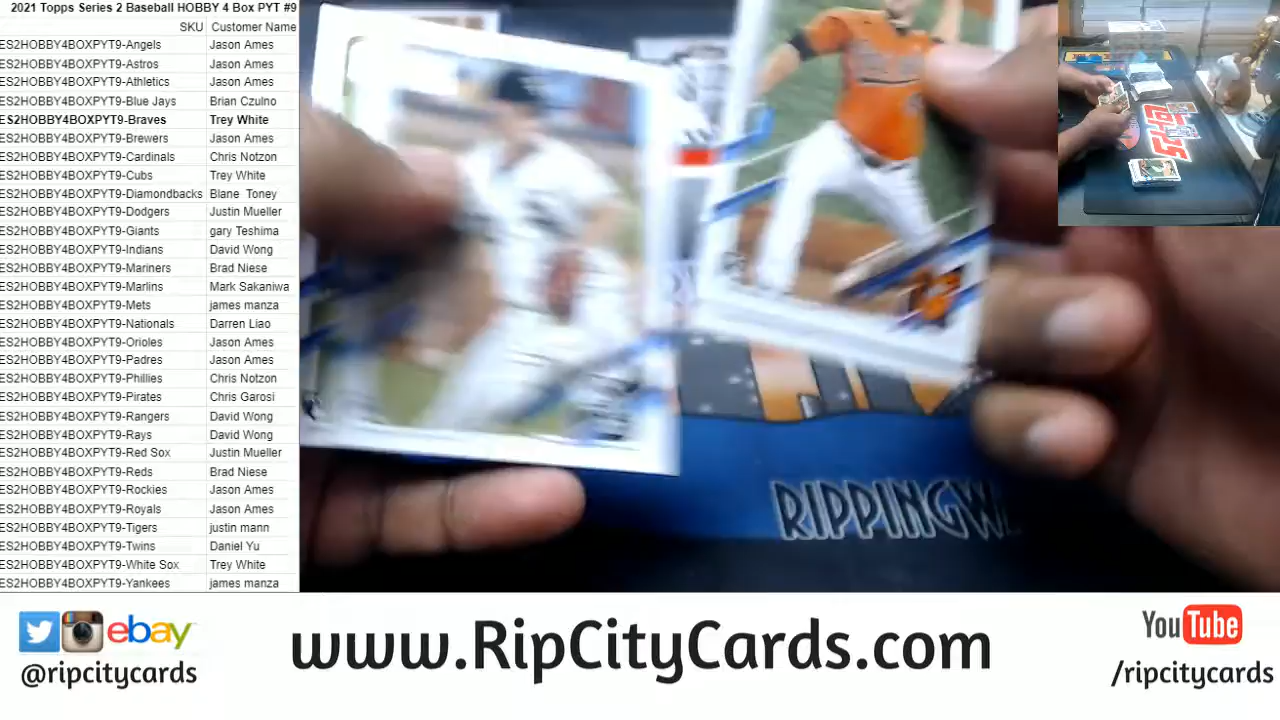 2021 Topps Series 2 Baseball HOBBY 4 Box PYT #9
SKU Customer Name
ES2HOBBY4BOXPYT9-Angels Jason Ames
ES2HOBBY4BOXPYT9-Astros Jason Ames
ES2HOBBY4BOXPYT9-Athletics Jason Ames
ES2HOBBY4BOXPYT9-Blue Jays Brian Czulno
ES2HOBBY4BOXPYT9-Braves Trey White
ES2HOBBY4BOXPYT9-Brewers Jason Ames
ES2HOBBY4BOXPYT9-Cardinals Chris Notzon
ES2HOBBY4BOXPYT9-Cubs Trey White
ES2HOBBY4BOXPYT9-Diamondbacks Blane Toney
ES2HOBBY4BOXPYT9-Dodgers Justin Mueller
ES2HOBBY4BOXPYT9-Giants gary Teshima
ES2HOBBY4BOXPYT9-Indians David Wong
ES2HOBBY4BOXPYT9-Mariners Brad Niese
ES2HOBBY4BOXPYT9-Marlins Mark Sakaniwa
ES2HOBBY4BOXPYT9-Mets james manza
ES2HOBBY4BOXPYT9-Nationals Darren Liao
ES2HOBBY4BOXPYT9-Orioles Jason Ames
ES2HOBBY4BOXPYT9-Padres Jason Ames
ES2HOBBY4BOXPYT9-Phillies Chris Notzon
ES2HOBBY4BOXPYT9-Pirates Chris Garosi
ES2HOBBY4BOXPYT9-Rangers David Wong
ES2HOBBY4BOXPYT9-Rays David Wong
ES2HOBBY4BOXPYT9-Red Sox Justin Mueller
ES2HOBBY4BOXPYT9-Reds Brad Niese
ES2HOBBY4BOXPYT9-Rockies Jason Ames
ES2HOBBY4BOXPYT9-Royals Jason Ames
ES2HOBBY4BOXPYT9-Tigers justin mann
ES2HOBBY4BOXPYT9-Twins Daniel Yu
ES2HOBBY4BOXPYT9-White Sox Trey White
ES2HOBBY4BOXPYT9-Yankees james manza
RIPPINGW
ebay
@ripcitycards
www.RipCityCards.com
YouTube
/ripcitycards